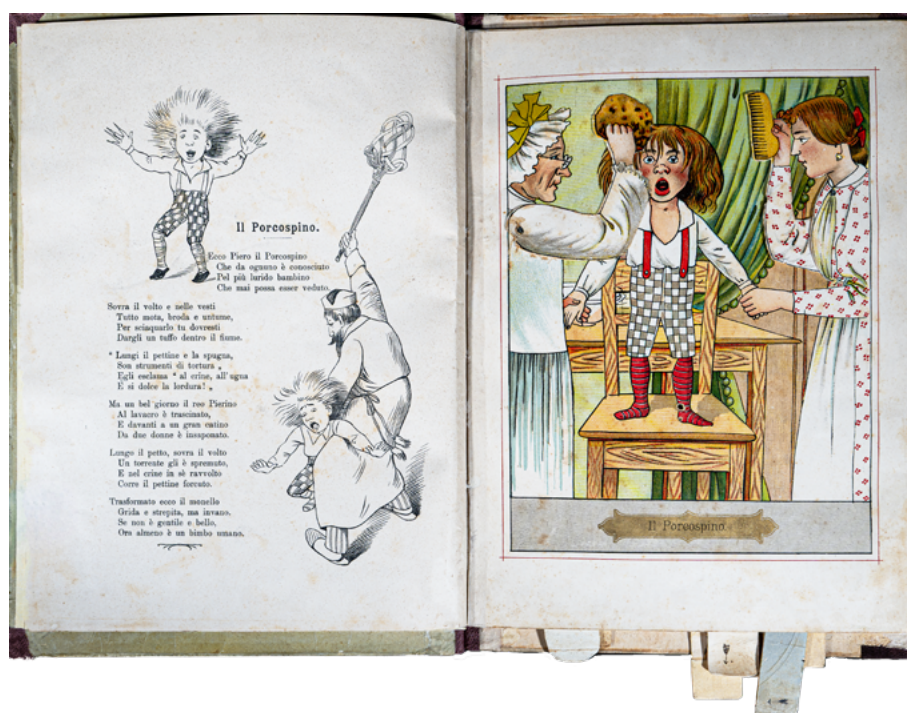 Il Porcospino.
Ecco Piero il Porcospino
Che da ognuno è conosciuto
Pel più lurido bambino
Che mai possa esser veduto.
Sovra il volto e nelle vesti
Tutto mota, broda e untume,
Per sciaquarlo tu dovresti
Dargli un tuffo dentro il fiume.
“ Lungi il pettine e la spugna,
Son strumenti di tortura „
Egli esclama “ al crine, all'ugna
È sì dolce la lordura! „
Ma un bel giorno il reo Pierino
Al lavacro è trascinato,
E davanti a un gran catino
Da due donne è insaponato.
Lungo il petto, sovra il volto
Un torrente gli è spremuto,
E nel crine in sè ravvolto
Corre il pettine forcuto.
Trasformato ecco il monello
Grida e strepita, ma invano.
Se non è gentile e bello,
Ora almeno è un bimbo umano.
Il Porcospino.